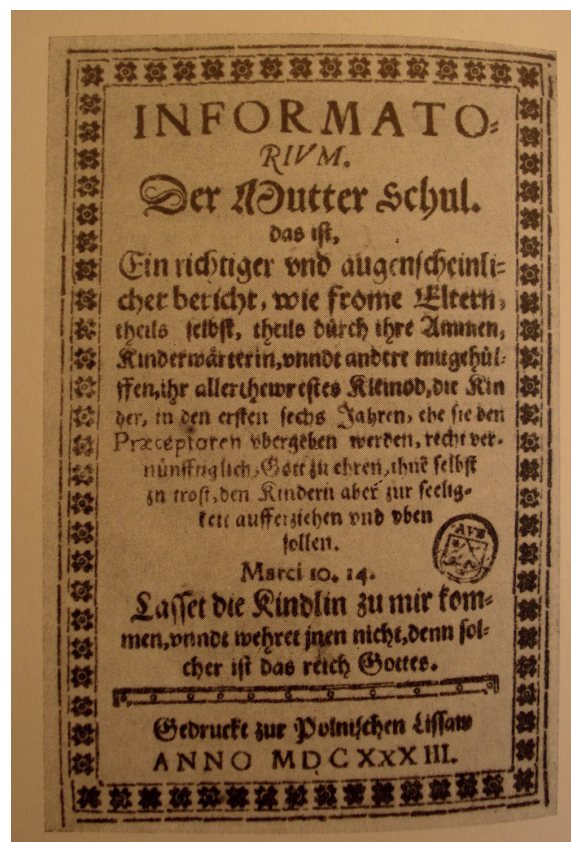 INFORMATO-
RIVM.
Der Mutter Schul.
das ist,
Ein richtiger vnd augenscheinli-
cher bericht, wie frome Eltern,
theils selbst, theils durch ihre Ammen,
Kinderwärterin, vnndt andere mitgehül-
ffen, ihr allerthewrestes Kleinod, die Kin
der, in den ersten sechs Jahren, ehe sie den
Præceptoren vbergeben werden, recht ver-
nünfftiglich, Gott zu ehren, ihnē selbst
zu trost, den Kindern aber zur seelig-
keit aufferziehen vnd vben
sollen.
Marci 10. 14.
Lasset die Kindlin zu mir kom-
men, vnndt wehret jnen nicht, denn sol-
cher ist das reich Gottes.
Gedruckt zur Polnischen Lissaw
ANNO MDCXXXIII.